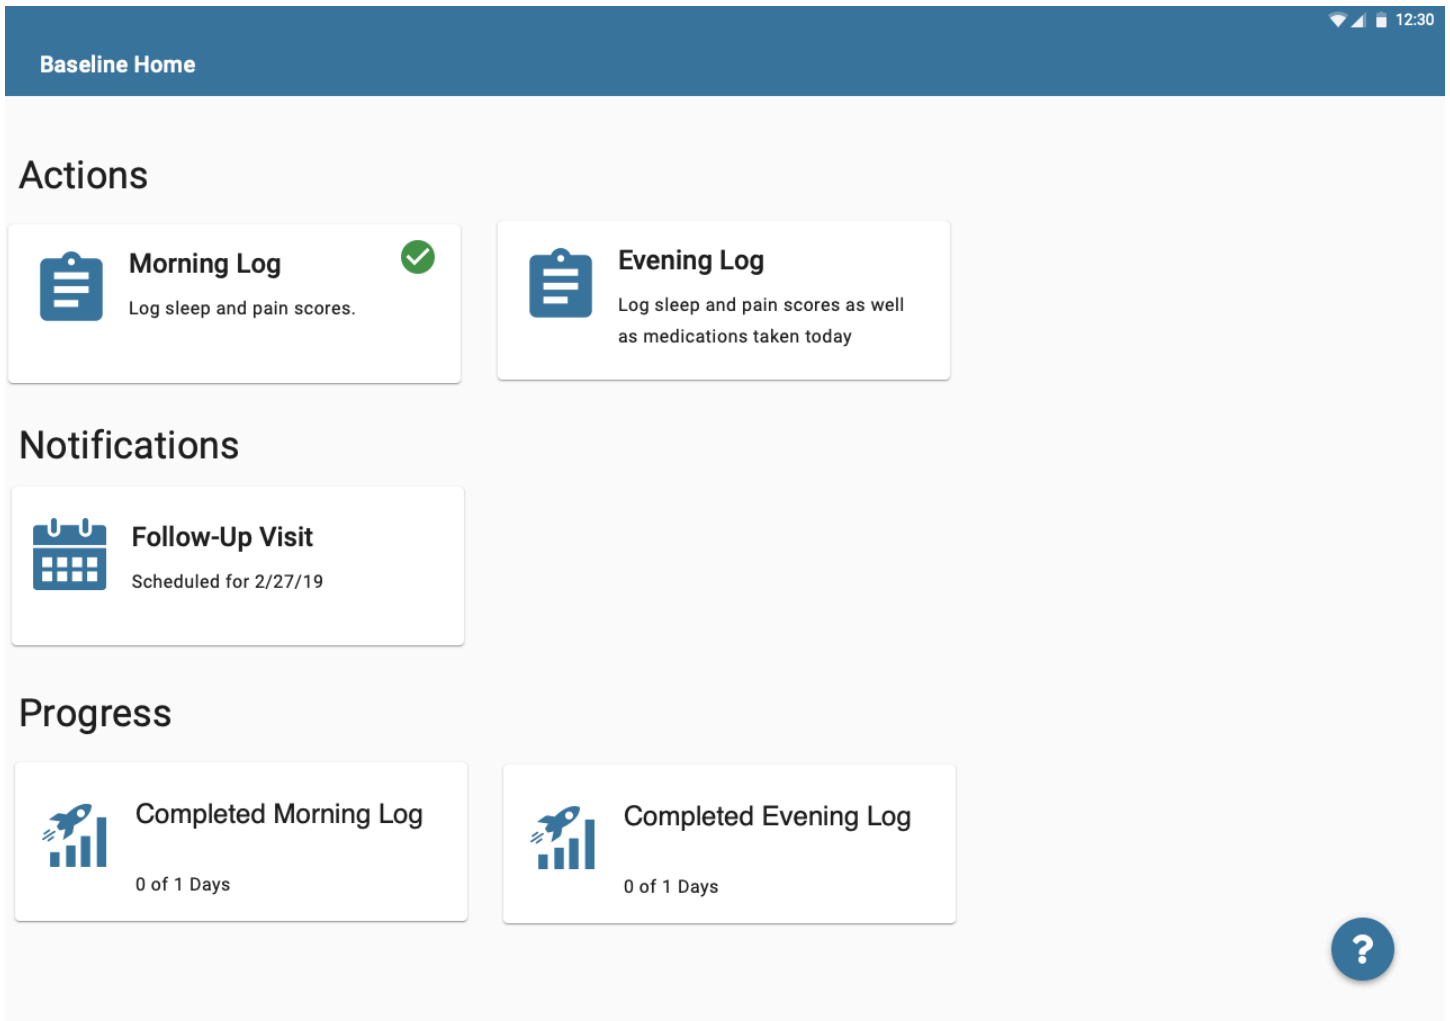 12:30
Baseline Home
Actions
Morning Log
Log sleep and pain scores.
Evening Log
Log sleep and pain scores as well
as medications taken today
Notifications
Follow-Up Visit
Scheduled for 2/27/19
Progress
Completed Morning Log
0 of 1 Days
Completed Evening Log
0 of 1 Days
?